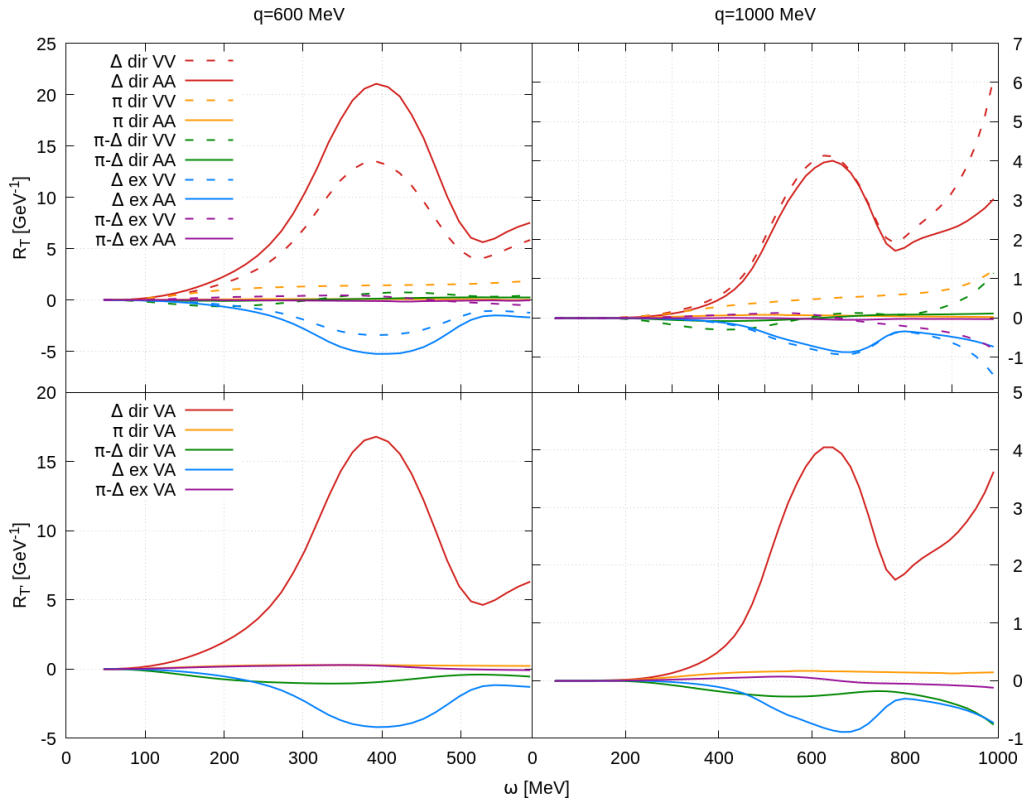 q=600 MeV
q=1000 MeV
25
20
15
10
5
0
-5
R_T [GeV⁻¹]
Δ dir VV
Δ dir AA
π dir VV
π dir AA
π-Δ dir VV
π-Δ dir AA
Δ ex VV
Δ ex AA
π-Δ ex VV
π-Δ ex AA
7
6
5
4
3
2
1
0
-1
20
15
10
5
0
-5
R_T' [GeV⁻¹]
Δ dir VA
π dir VA
π-Δ dir VA
Δ ex VA
π-Δ ex VA
5
4
3
2
1
0
-1
0 100 200 300 400 500 0 200 400 600 800 1000
ω [MeV]